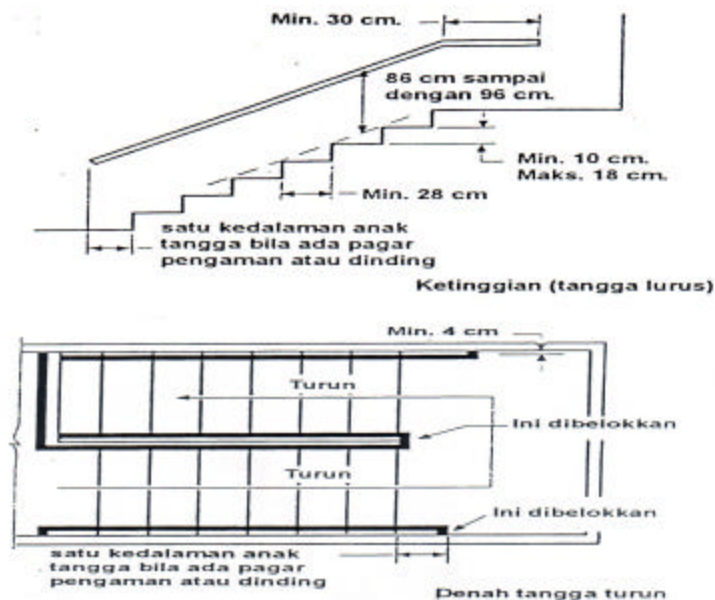 Min. 30 cm.
86 cm sampai
dengan 96 cm.
Min. 10 cm.
Maks. 18 cm.
Min. 28 cm
satu kedalaman anak
tangga bila ada pagar
pengaman atau dinding
Ketinggian (tangga lurus)
Min. 4 cm
Turun
Ini dibelokkan
Turun
Ini dibelokkan
satu kedalaman anak
tangga bila ada pagar
pengaman atau dinding
Denah tangga turun